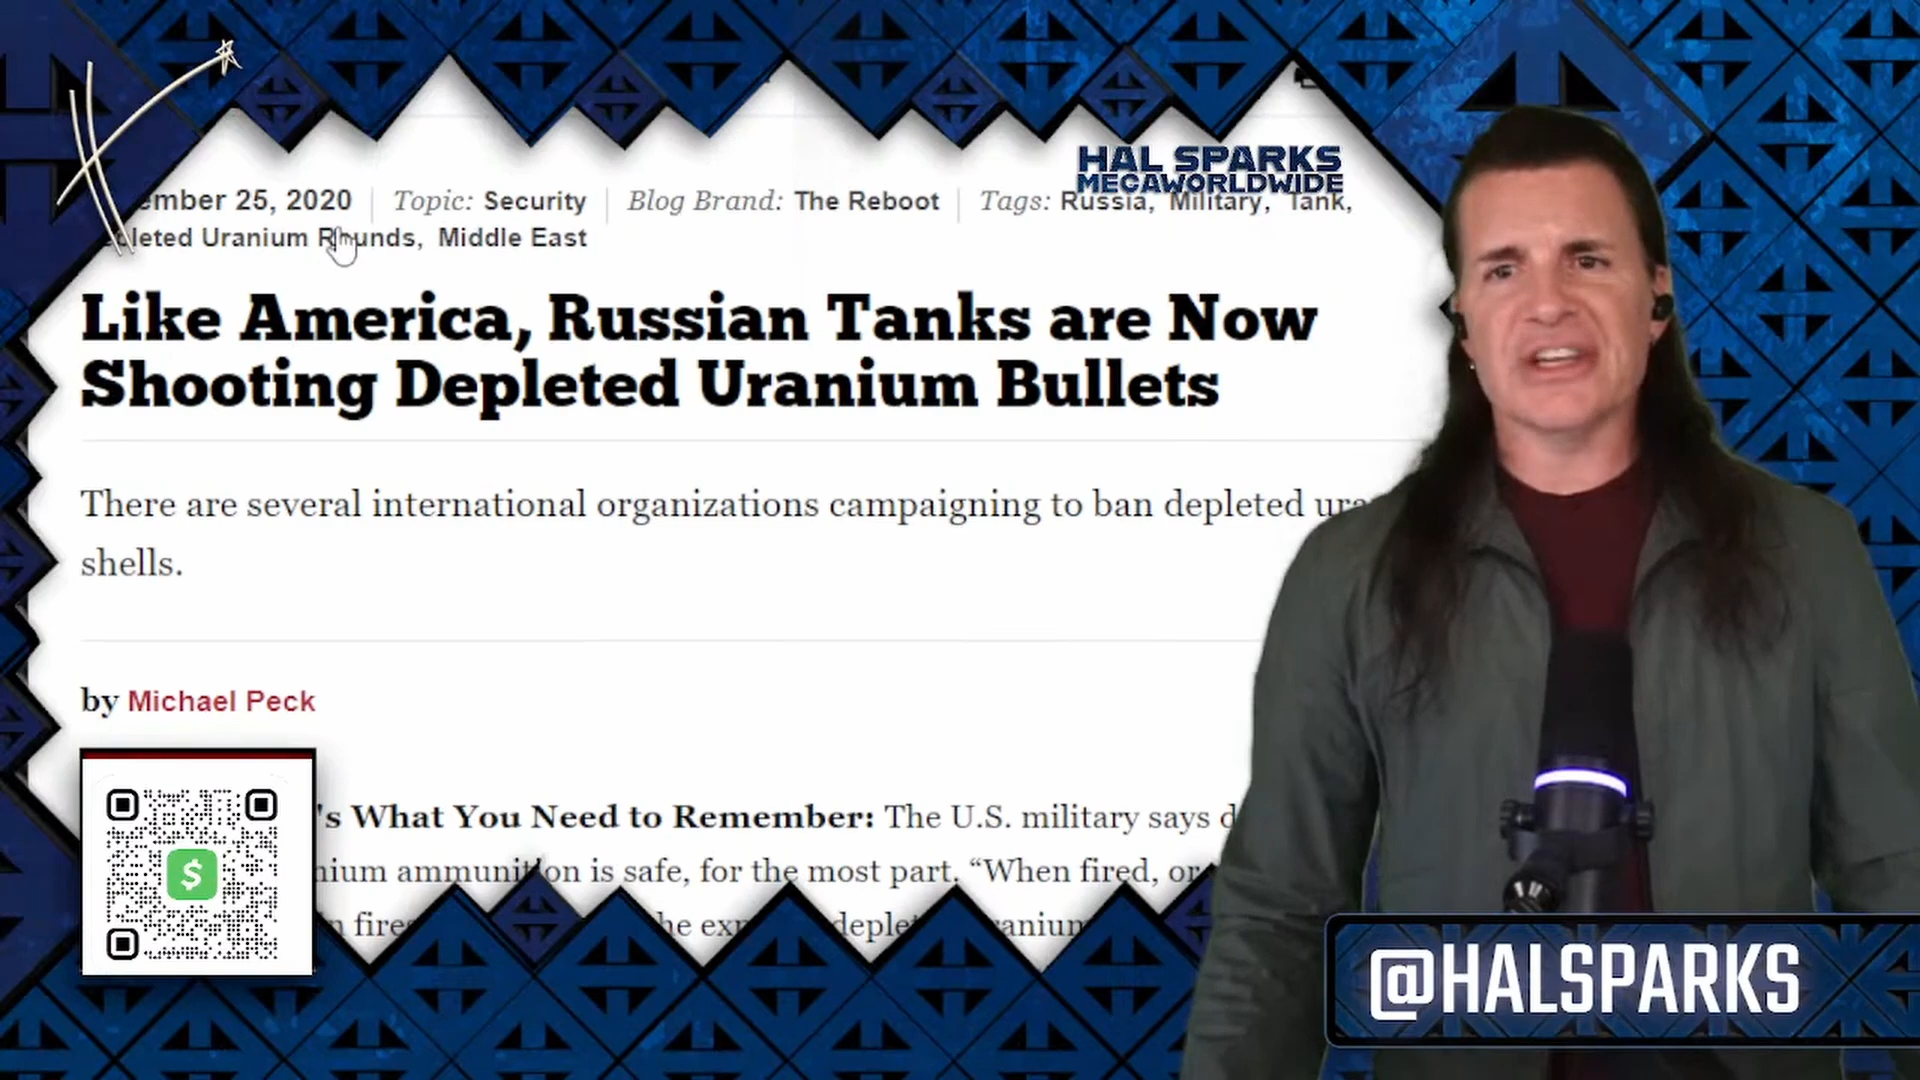 HAL SPARKS
MEGAWORLDWIDE
25, 2020 | Topic: Security | Blog Brand: The Reboot | Tags: Russia, Military, Tank,
Uranium Rounds, Middle East
Like America, Russian Tanks are Now
Shooting Depleted Uranium Bullets
There are several international organizations campaigning to ban depleted
shells.
by Michael Peck
's What You Need to Remember: The U.S. military says
ammunition is safe, for the most part. “When fired, or
@HALSPARKS